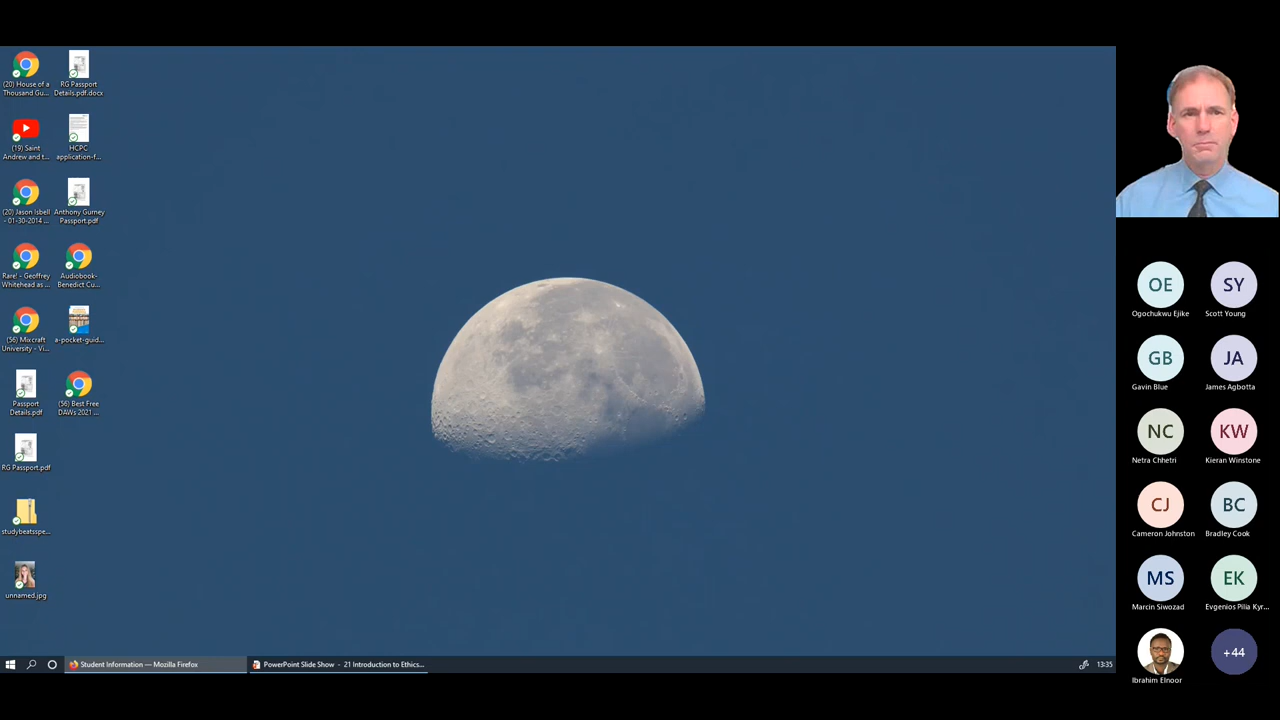 (20) House of a
Thousand Gu...
RG Passport
Details.pdf.docx
(19) Saint
Andrew and t...
HCPC
application-f...
(20) Jason Isbell
- 01-30-2014 ...
Anthony Gurney
Passport.pdf
Rare! - Geoffrey
Whitehead as ...
Audiobook-
Benedict Cu...
(56) Mixcraft
University - Vi...
a-pocket-guid...
Passport
Details.pdf
(56) Best Free
DAWs 2021 ...
RG Passport.pdf
studybeatsspe...
unnamed.jpg
Student Information — Mozilla Firefox
PowerPoint Slide Show - 21 Introduction to Ethics...
13:35
OE
Ogochukwu Ejike
SY
Scott Young
GB
Gavin Blue
JA
James Agbotta
NC
Netra Chhetri
KW
Kieran Winstone
CJ
Cameron Johnston
BC
Bradley Cook
MS
Marcin Siwozad
EK
Evgenios Pilia Kyr...
Ibrahim Elnoor
+44